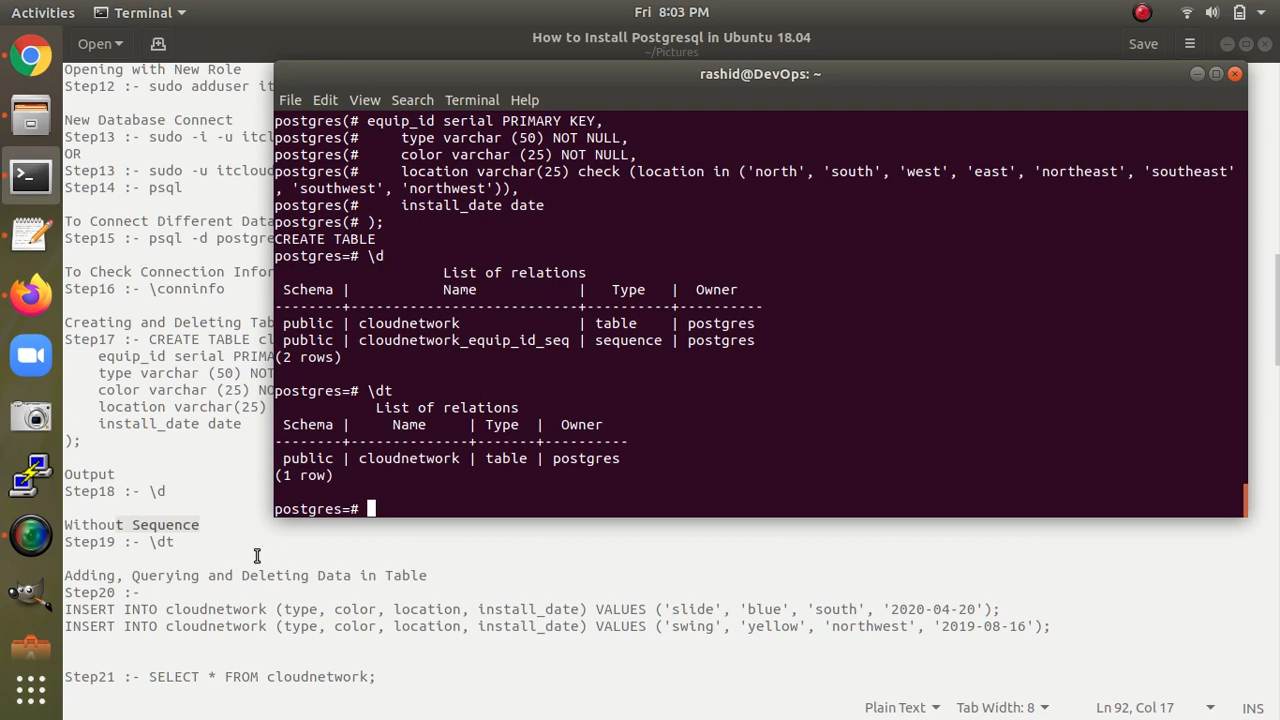 Activities
Terminal
Fri 8:03 PM
Open
How to Install Postgresql in Ubuntu 18.04
~/Pictures
Save
Opening with New Role
Step12 :- sudo adduser it
New Database Connect
Step13 :- sudo -i -u itcl
OR
Step13 :- sudo -u itcloud
Step14 :- psql
To Connect Different Data
Step15 :- psql -d postgre
To Check Connection Infor
Step16 :- \conninfo
Creating and Deleting Tab
Step17 :- CREATE TABLE cl
equip_id serial PRIMA
type varchar (50) NOT
color varchar (25) NO
location varchar(25)
install_date date
);
Output
Step18 :- \d
Without Sequence
Step19 :- \dt
Adding, Querying and Deleting Data in Table
Step20 :-
INSERT INTO cloudnetwork (type, color, location, install_date) VALUES ('slide', 'blue', 'south', '2020-04-20');
INSERT INTO cloudnetwork (type, color, location, install_date) VALUES ('swing', 'yellow', 'northwest', '2019-08-16');
Step21 :- SELECT * FROM cloudnetwork;
rashid@DevOps: ~
File Edit View Search Terminal Help
postgres(# equip_id serial PRIMARY KEY,
postgres(#     type varchar (50) NOT NULL,
postgres(#     color varchar (25) NOT NULL,
postgres(#     location varchar(25) check (location in ('north', 'south', 'west', 'east', 'northeast', 'southeast'
, 'southwest', 'northwest')),
postgres(#     install_date date
postgres(# );
CREATE TABLE
postgres=# \d
List of relations
Schema | Name | Type | Owner
--------+---------------------------+----------+----------
public | cloudnetwork | table | postgres
public | cloudnetwork_equip_id_seq | sequence | postgres
(2 rows)
postgres=# \dt
List of relations
Schema | Name | Type | Owner
--------+--------------+-------+----------
public | cloudnetwork | table | postgres
(1 row)
postgres=#
Plain Text
Tab Width: 8
Ln 92, Col 17
INS